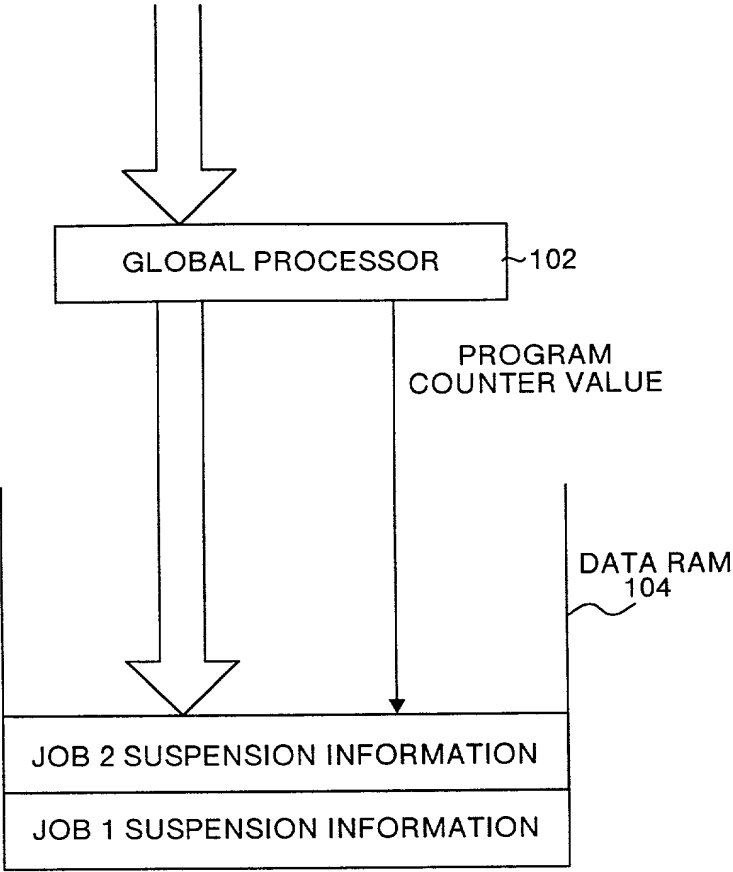 GLOBAL PROCESSOR
102
PROGRAM
COUNTER VALUE
DATA RAM
104
JOB 2 SUSPENSION INFORMATION
JOB 1 SUSPENSION INFORMATION